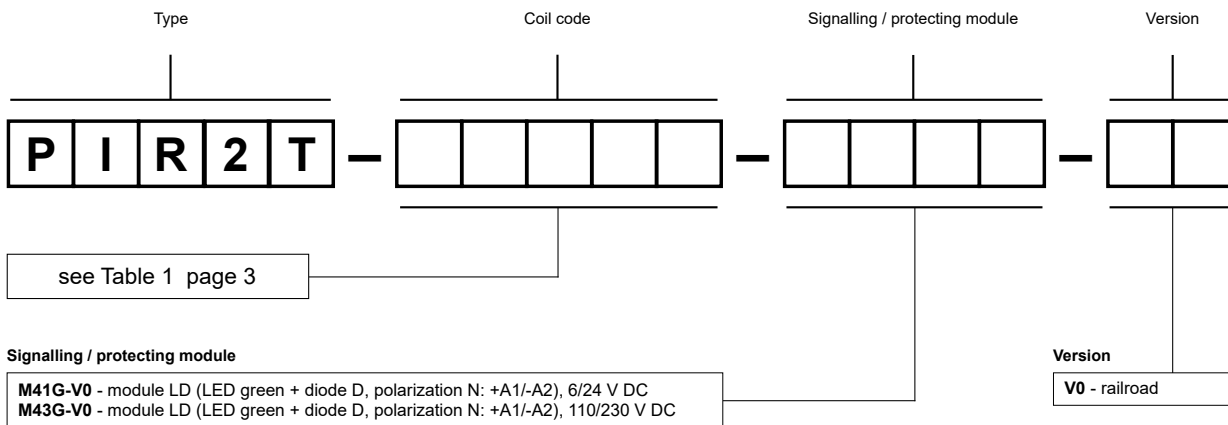 Type Coil code Signalling / protecting module Version
P I R 2 T – – –
see Table 1 page 3
Signalling / protecting module
M41G-V0 - module LD (LED green + diode D, polarization N: +A1/-A2), 6/24 V DC
M43G-V0 - module LD (LED green + diode D, polarization N: +A1/-A2), 110/230 V DC
Version
V0 - railroad